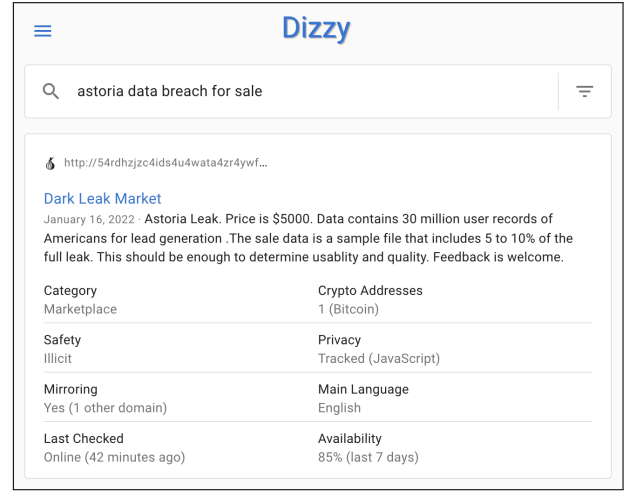 Dizzy
astoria data breach for sale
http://54rdhzjzc4ids4u4wata4zr4ywf...
Dark Leak Market
January 16, 2022 · Astoria Leak. Price is $5000. Data contains 30 million user records of
Americans for lead generation .The sale data is a sample file that includes 5 to 10% of the
full leak. This should be enough to determine usablity and quality. Feedback is welcome.
Category Crypto Addresses
Marketplace 1 (Bitcoin)
Safety Privacy
Illicit Tracked (JavaScript)
Mirroring Main Language
Yes (1 other domain) English
Last Checked Availability
Online (42 minutes ago) 85% (last 7 days)